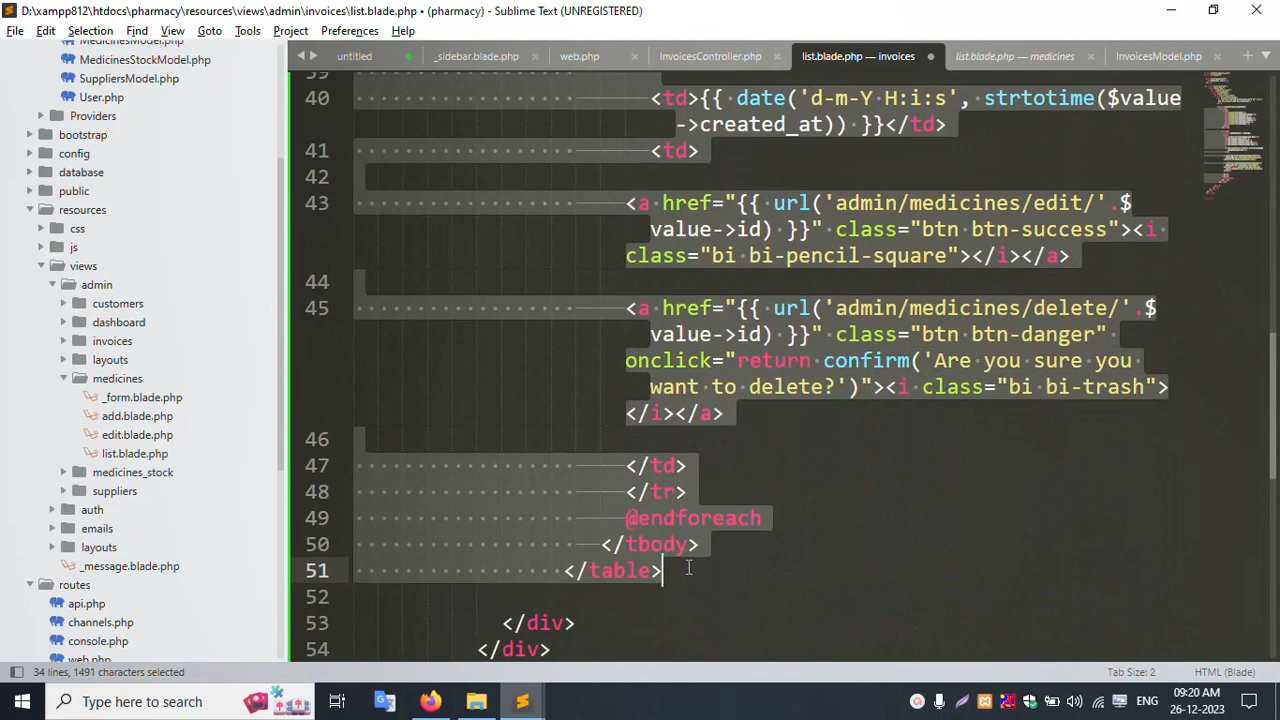 D:\xampp812\htdocs\pharmacy\resources\views\admin\invoices\list.blade.php • (pharmacy) - Sublime Text (UNREGISTERED)
File Edit Selection Find View Goto Tools Project Preferences Help
untitled _sidebar.blade.php web.php InvoicesController.php list.blade.php — invoices list.blade.php — medicines InvoicesModel.php
MedicinesModel.php
MedicinesStockModel.php
SuppliersModel.php
User.php
Providers
bootstrap
config
database
public
resources
css
js
views
admin
customers
dashboard
invoices
layouts
medicines
_form.blade.php
add.blade.php
edit.blade.php
list.blade.php
medicines_stock
suppliers
auth
emails
layouts
_message.blade.php
routes
api.php
channels.php
console.php
web.php
39
40 <td>{{ date('d-m-Y H:i:s', strtotime($value
->created_at)) }}</td>
41 <td>
42
43 <a href="{{ url('admin/medicines/edit/'.$
value->id) }}" class="btn btn-success"><i
class="bi bi-pencil-square"></i></a>
44
45 <a href="{{ url('admin/medicines/delete/'.$
value->id) }}" class="btn btn-danger"
onclick="return confirm('Are you sure you
want to delete?')"><i class="bi bi-trash">
</i></a>
46
47 </td>
48 </tr>
49 @endforeach
50 </tbody>
51 </table>
52
53 </div>
54 </div>
34 lines, 1491 characters selected Tab Size: 2 HTML (Blade)
Type here to search ENG 09:20 AM
26-12-2023